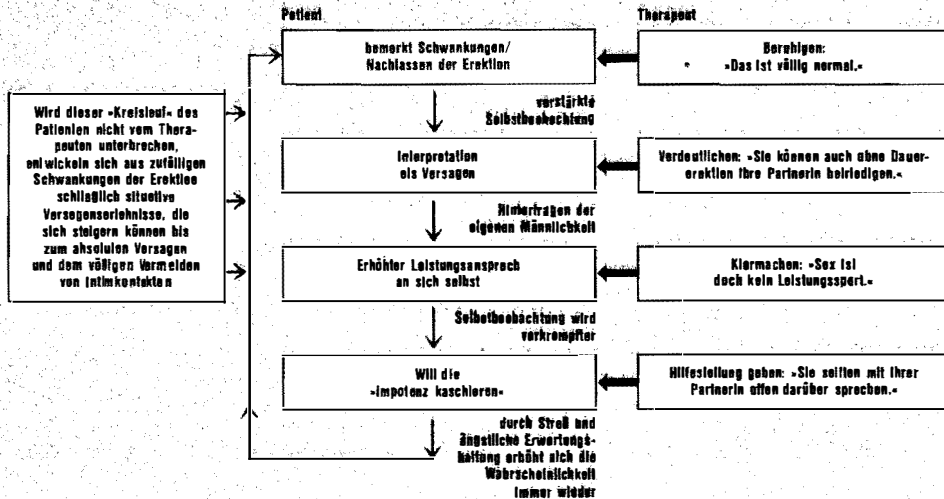 Patient
Therapeut
bemerkt Schwankungen/
Nachlassen der Erektion
Beruhigen:
»Das ist völlig normal.«
verstärkte
Selbstbeobachtung
Wird dieser »Kreislauf« des
Patienten nicht vom Thera-
peuten unterbrochen,
entwickeln sich aus zufälligen
Schwankungen der Erektion
schließlich situative
Versagenserlebnisse, die
sich steigern können bis
zum absoluten Versagen
und dem völligen Vermeiden
von Intimkontakten
Interpretation
als Versagen
Verdeutlichen: »Sie können auch ohne Dauer-
erektion Ihre Partnerin befriedigen.«
Hinterfragen der
eigenen Männlichkeit
Erhöhter Leistungsanspruch
an sich selbst
Klarmachen: »Sex ist
doch kein Leistungssport.«
Selbstbeobachtung wird
verkrampfter
Will die
»Impotenz kaschieren«
Hilfestellung geben: »Sie sollten mit Ihrer
Partnerin offen darüber sprechen.«
durch Streß und
ängstliche Erwartungs-
haltung erhöht sich die
Wahrscheinlichkeit
immer wieder